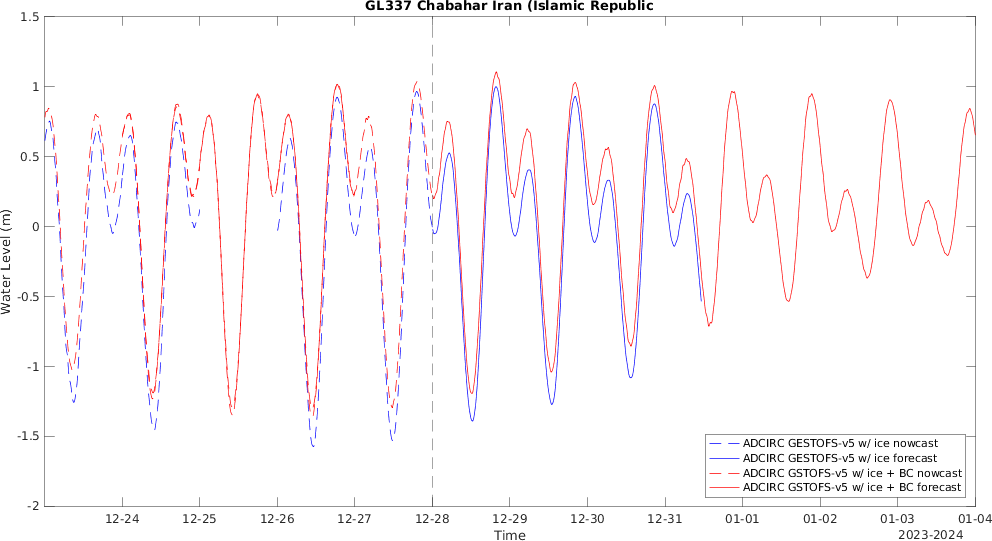 GL337 Chabahar Iran (Islamic Republic
1.5
1
0.5
0
-0.5
-1
-1.5
-2
Water Level (m)
12-24 12-25 12-26 12-27 12-28 12-29 12-30 12-31 01-01 01-02 01-03 01-04
Time
2023-2024
ADCIRC GESTOFS-v5 w/ ice nowcast
ADCIRC GESTOFS-v5 w/ ice forecast
ADCIRC GSTOFS-v5 w/ ice + BC nowcast
ADCIRC GSTOFS-v5 w/ ice + BC forecast